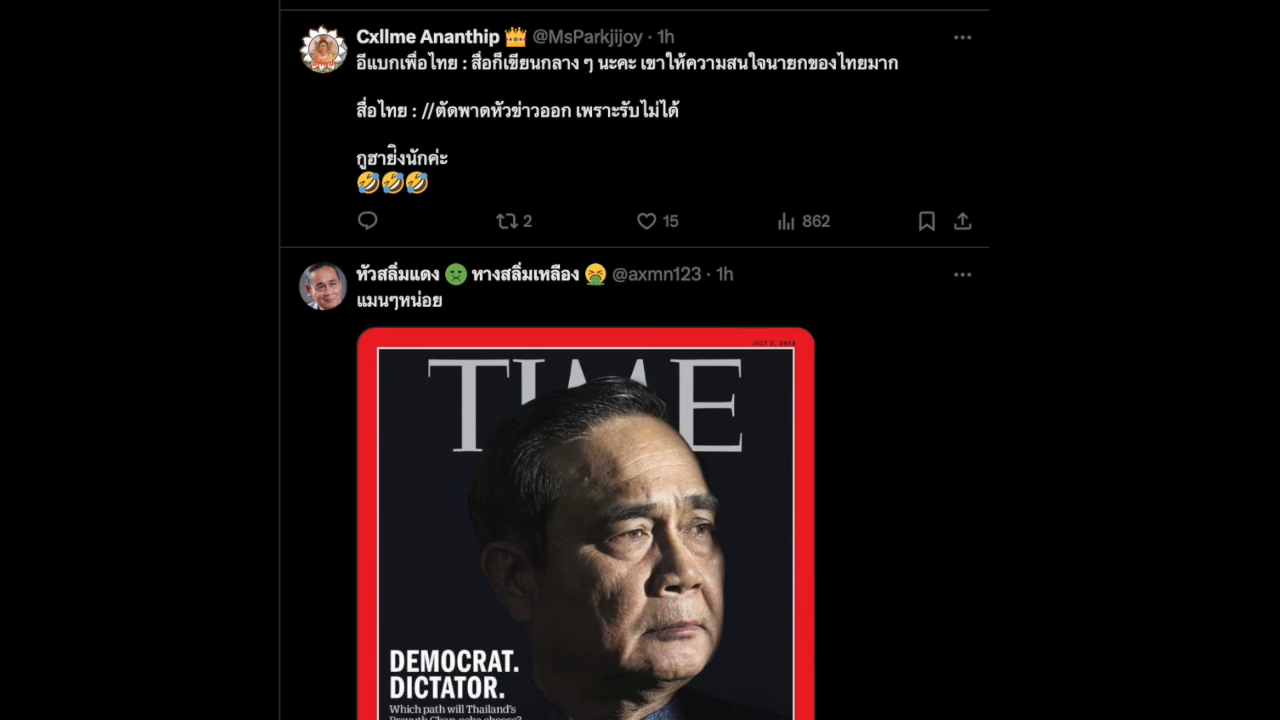 Cxllme Ananthip 👑 @MsParkjijoy · 1h
อีแบกเพื่อไทย : สื่อก็เขียนกลาง ๆ นะคะ เขาให้ความสนใจนายกของไทยมาก
สื่อไทย : //ตัดพาดหัวข่าวออก เพราะรับไม่ได้
กูฮาย่ิงนักค่ะ
🤣🤣🤣
2 15 862
หัวสลิ่มแดง 🤢 หางสลิ่มเหลือง 🤮 @axmn123 · 1h
แมนๆหน่อย
JULY 2, 2018
TIME
DEMOCRAT.
DICTATOR.
Which path will Thailand's
Prayuth Chan-ocha choose?